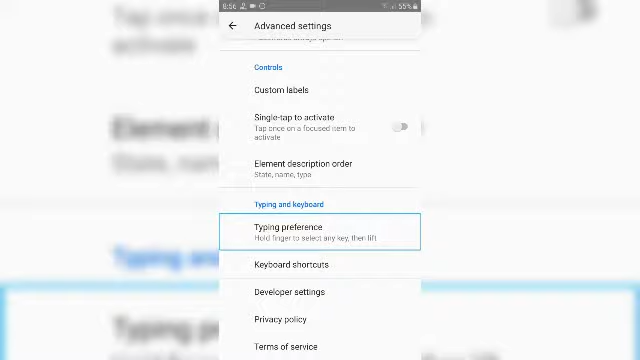 8:56
55%
Advanced settings
Controls
Custom labels
Single-tap to activate
Tap once on a focused item to
activate
Element description order
State, name, type
Typing and keyboard
Typing preference
Hold finger to select any key, then lift
Keyboard shortcuts
Developer settings
Privacy policy
Terms of service